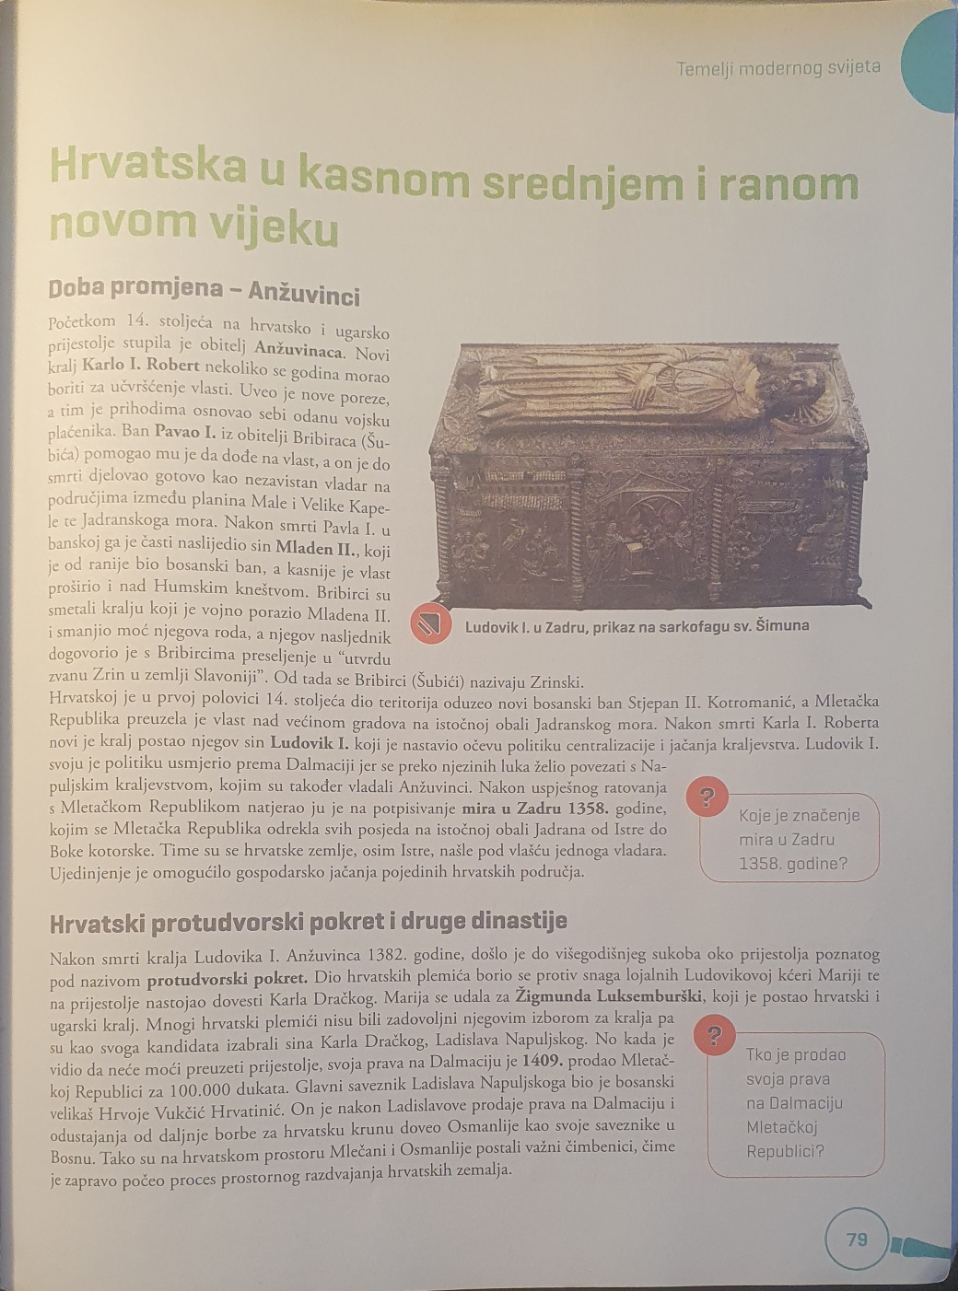 Temelji modernog svijeta
Hrvatska u kasnom srednjem i ranom
novom vijeku
Doba promjena – Anžuvinci
Početkom 14. stoljeća na hrvatsko i ugarsko
prijestolje stupila je obitelj Anžuvinaca. Novi
kralj Karlo I. Robert nekoliko se godina morao
boriti za učvršćenje vlasti. Uveo je nove poreze,
a tim je prihodima osnovao sebi odanu vojsku
plaćenika. Ban Pavao I. iz obitelji Bribiraca (Šu-
bića) pomogao mu je da dođe na vlast, a on je do
smrti djelovao gotovo kao nezavistan vladar na
područjima između planina Male i Velike Kape-
le te Jadranskoga mora. Nakon smrti Pavla I. u
banskoj ga je časti naslijedio sin Mladen II., koji
je od ranije bio bosanski ban, a kasnije je vlast
proširio i nad Humskim kneštvom. Bribirci su
smetali kralju koji je vojno porazio Mladena II.
i smanjio moć njegova roda, a njegov nasljednik
dogovorio je s Bribircima preseljenje u “utvrdu
zvanu Zrin u zemlji Slavoniji”. Od tada se Bribirci (Šubići) nazivaju Zrinski.
Ludovik I. u Zadru, prikaz na sarkofagu sv. Šimuna
Hrvatskoj je u prvoj polovici 14. stoljeća dio teritorija oduzeo novi bosanski ban Stjepan II. Kotromanić, a Mletačka
Republika preuzela je vlast nad većinom gradova na istočnoj obali Jadranskog mora. Nakon smrti Karla I. Roberta
novi je kralj postao njegov sin Ludovik I. koji je nastavio očevu politiku centralizacije i jačanja kraljevstva. Ludovik I.
svoju je politiku usmjerio prema Dalmaciji jer se preko njezinih luka želio povezati s Na-
puljskim kraljevstvom, kojim su također vladali Anžuvinci. Nakon uspješnog ratovanja
s Mletačkom Republikom natjerao ju je na potpisivanje mira u Zadru 1358. godine,
kojim se Mletačka Republika odrekla svih posjeda na istočnoj obali Jadrana od Istre do
Boke kotorske. Time su se hrvatske zemlje, osim Istre, našle pod vlašću jednoga vladara.
Ujedinjenje je omogućilo gospodarsko jačanja pojedinih hrvatskih područja.
?
Koje je značenje
mira u Zadru
1358. godine?
Hrvatski protudvorski pokret i druge dinastije
Nakon smrti kralja Ludovika I. Anžuvinca 1382. godine, došlo je do višegodišnjeg sukoba oko prijestolja poznatog
pod nazivom protudvorski pokret. Dio hrvatskih plemića borio se protiv snaga lojalnih Ludovikovoj kćeri Mariji te
na prijestolje nastojao dovesti Karla Dračkog. Marija se udala za Žigmunda Luksemburški, koji je postao hrvatski i
ugarski kralj. Mnogi hrvatski plemići nisu bili zadovoljni njegovim izborom za kralja pa
su kao svoga kandidata izabrali sina Karla Dračkog, Ladislava Napuljskog. No kada je
vidio da neće moći preuzeti prijestolje, svoja prava na Dalmaciju je 1409. prodao Mletač-
koj Republici za 100.000 dukata. Glavni saveznik Ladislava Napuljskoga bio je bosanski
velikaš Hrvoje Vukčić Hrvatinić. On je nakon Ladislavove prodaje prava na Dalmaciju i
odustajanja od daljnje borbe za hrvatsku krunu doveo Osmanlije kao svoje saveznike u
Bosnu. Tako su na hrvatskom prostoru Mlečani i Osmanlije postali važni čimbenici, čime
je zapravo počeo proces prostornog razdvajanja hrvatskih zemalja.
?
Tko je prodao
svoja prava
na Dalmaciju
Mletačkoj
Republici?
79